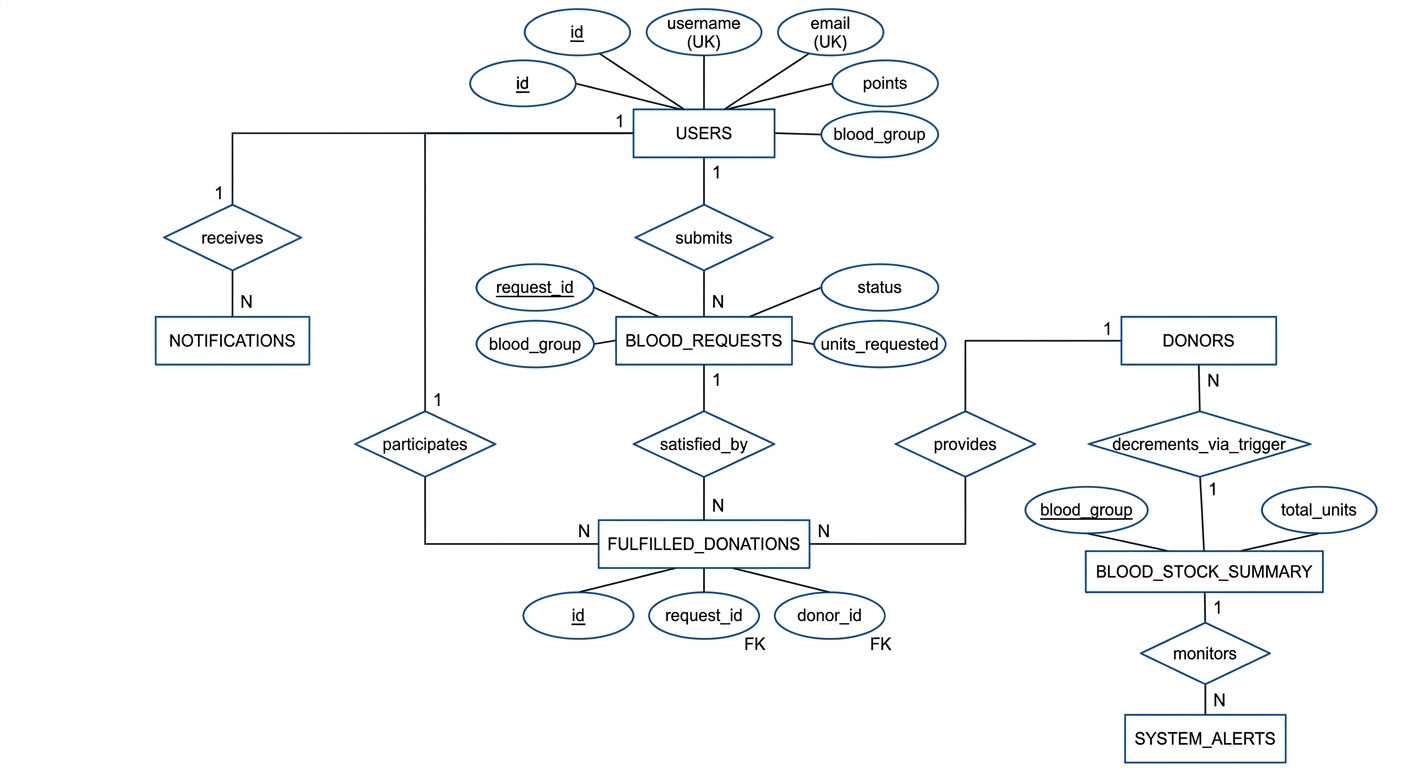 id
username
(UK)
email
(UK)
id
points
1
USERS
blood_group
1
1
receives
submits
N
N
request_id
status
NOTIFICATIONS
blood_group
BLOOD_REQUESTS
units_requested
1
DONORS
1
N
1
participates
satisfied_by
provides
decrements_via_trigger
1
N
N
N
blood_group
total_units
FULFILLED_DONATIONS
BLOOD_STOCK_SUMMARY
id
request_id
FK
donor_id
FK
1
monitors
N
SYSTEM_ALERTS